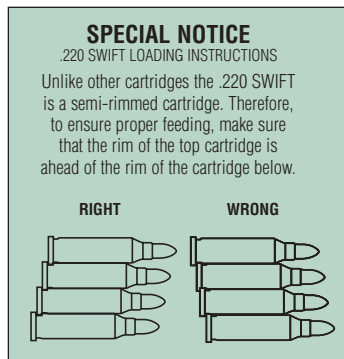 SPECIAL NOTICE
.220 SWIFT LOADING INSTRUCTIONS
Unlike other cartridges the .220 SWIFT
is a semi-rimmed cartridge. Therefore,
to ensure proper feeding, make sure
that the rim of the top cartridge is
ahead of the rim of the cartridge below.
RIGHT WRONG